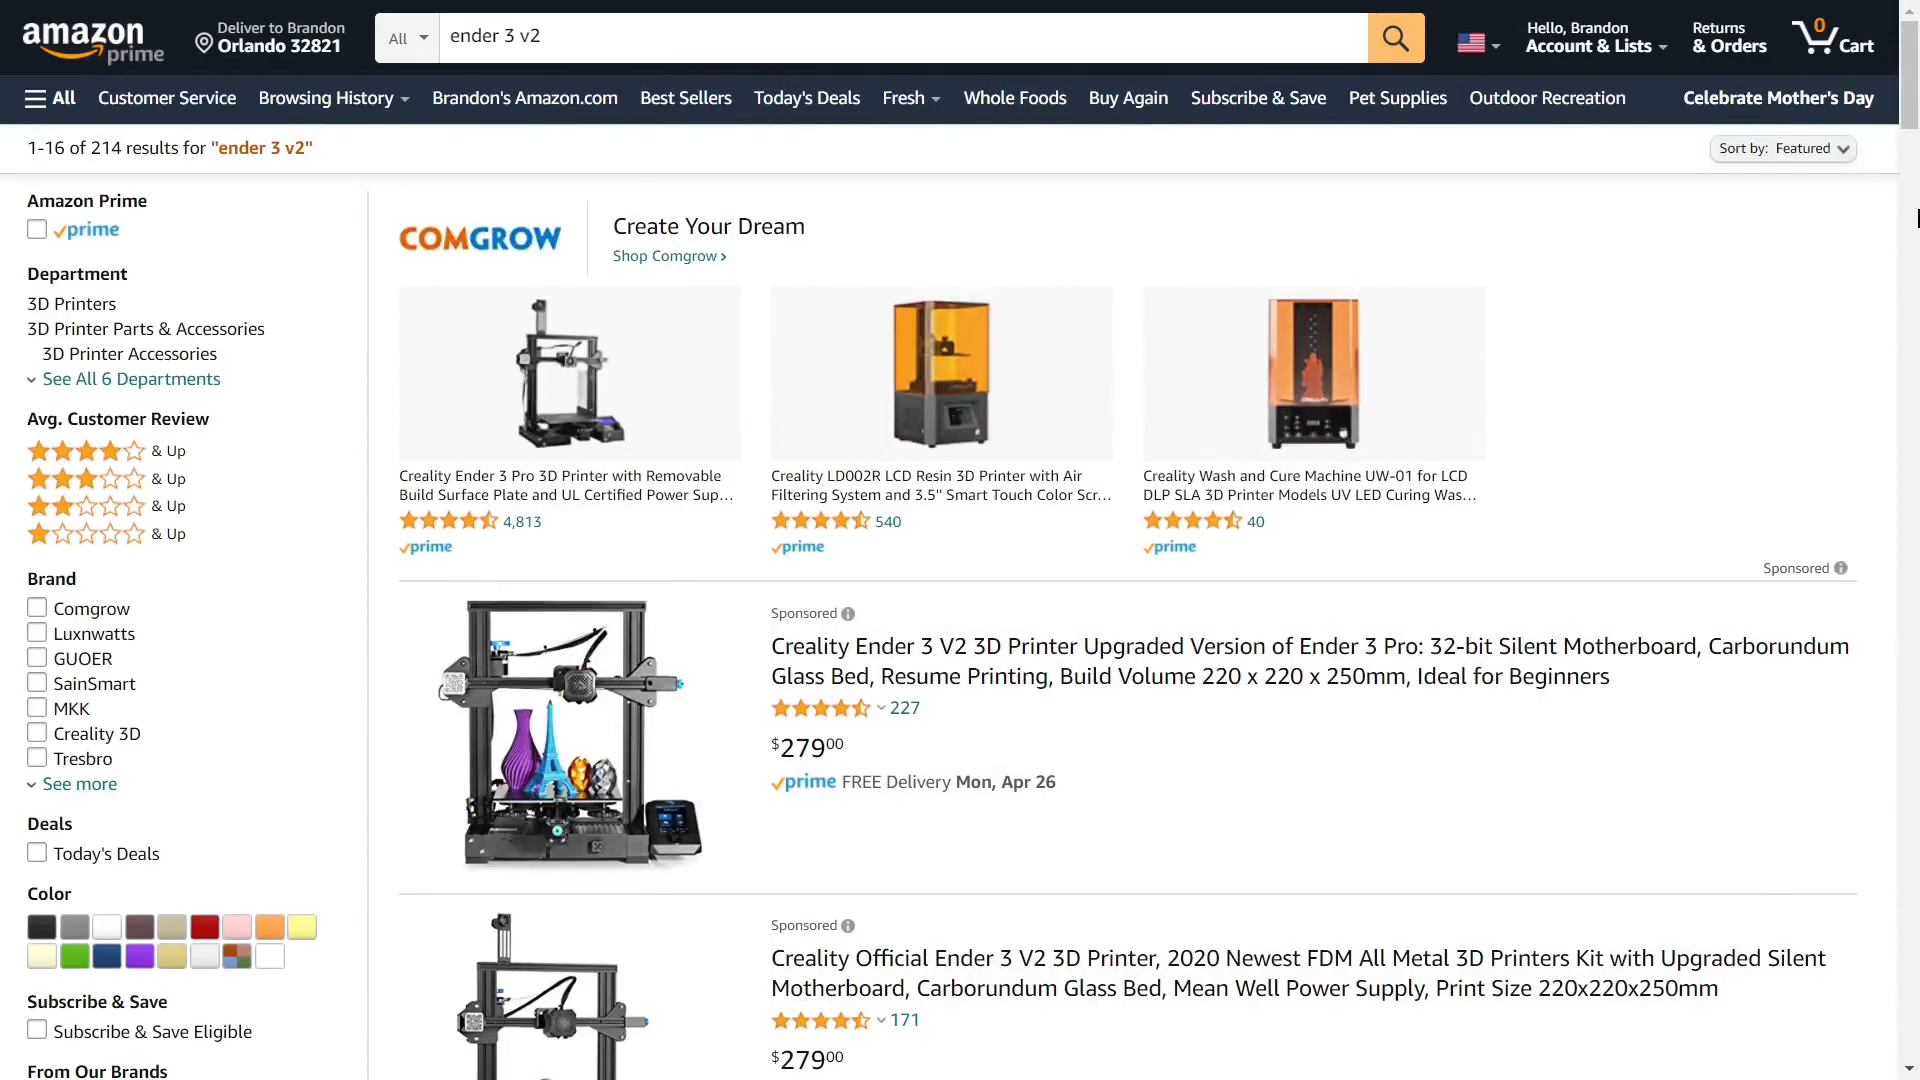 amazon prime
Deliver to Brandon
Orlando 32821
All
ender 3 v2
Hello, Brandon
Account & Lists
Returns
& Orders
0
Cart
All
Customer Service
Browsing History
Brandon's Amazon.com
Best Sellers
Today's Deals
Fresh
Whole Foods
Buy Again
Subscribe & Save
Pet Supplies
Outdoor Recreation
Celebrate Mother's Day
1-16 of 214 results for "ender 3 v2"
Sort by: Featured
Amazon Prime
prime
Department
3D Printers
3D Printer Parts & Accessories
3D Printer Accessories
See All 6 Departments
Avg. Customer Review
& Up
& Up
& Up
& Up
Brand
Comgrow
Luxnwatts
GUOER
SainSmart
MKK
Creality 3D
Tresbro
See more
Deals
Today's Deals
Color
Subscribe & Save
Subscribe & Save Eligible
From Our Brands
COMGROW
Create Your Dream
Shop Comgrow ›
Creality Ender 3 Pro 3D Printer with Removable
Build Surface Plate and UL Certified Power Sup…
4,813
prime
Creality LD002R LCD Resin 3D Printer with Air
Filtering System and 3.5'' Smart Touch Color Scr…
540
prime
Creality Wash and Cure Machine UW-01 for LCD
DLP SLA 3D Printer Models UV LED Curing Was…
40
prime
Sponsored
Sponsored
Creality Ender 3 V2 3D Printer Upgraded Version of Ender 3 Pro: 32-bit Silent Motherboard, Carborundum
Glass Bed, Resume Printing, Build Volume 220 x 220 x 250mm, Ideal for Beginners
227
$279 00
prime FREE Delivery Mon, Apr 26
Sponsored
Creality Official Ender 3 V2 3D Printer, 2020 Newest FDM All Metal 3D Printers Kit with Upgraded Silent
Motherboard, Carborundum Glass Bed, Mean Well Power Supply, Print Size 220x220x250mm
171
$279 00